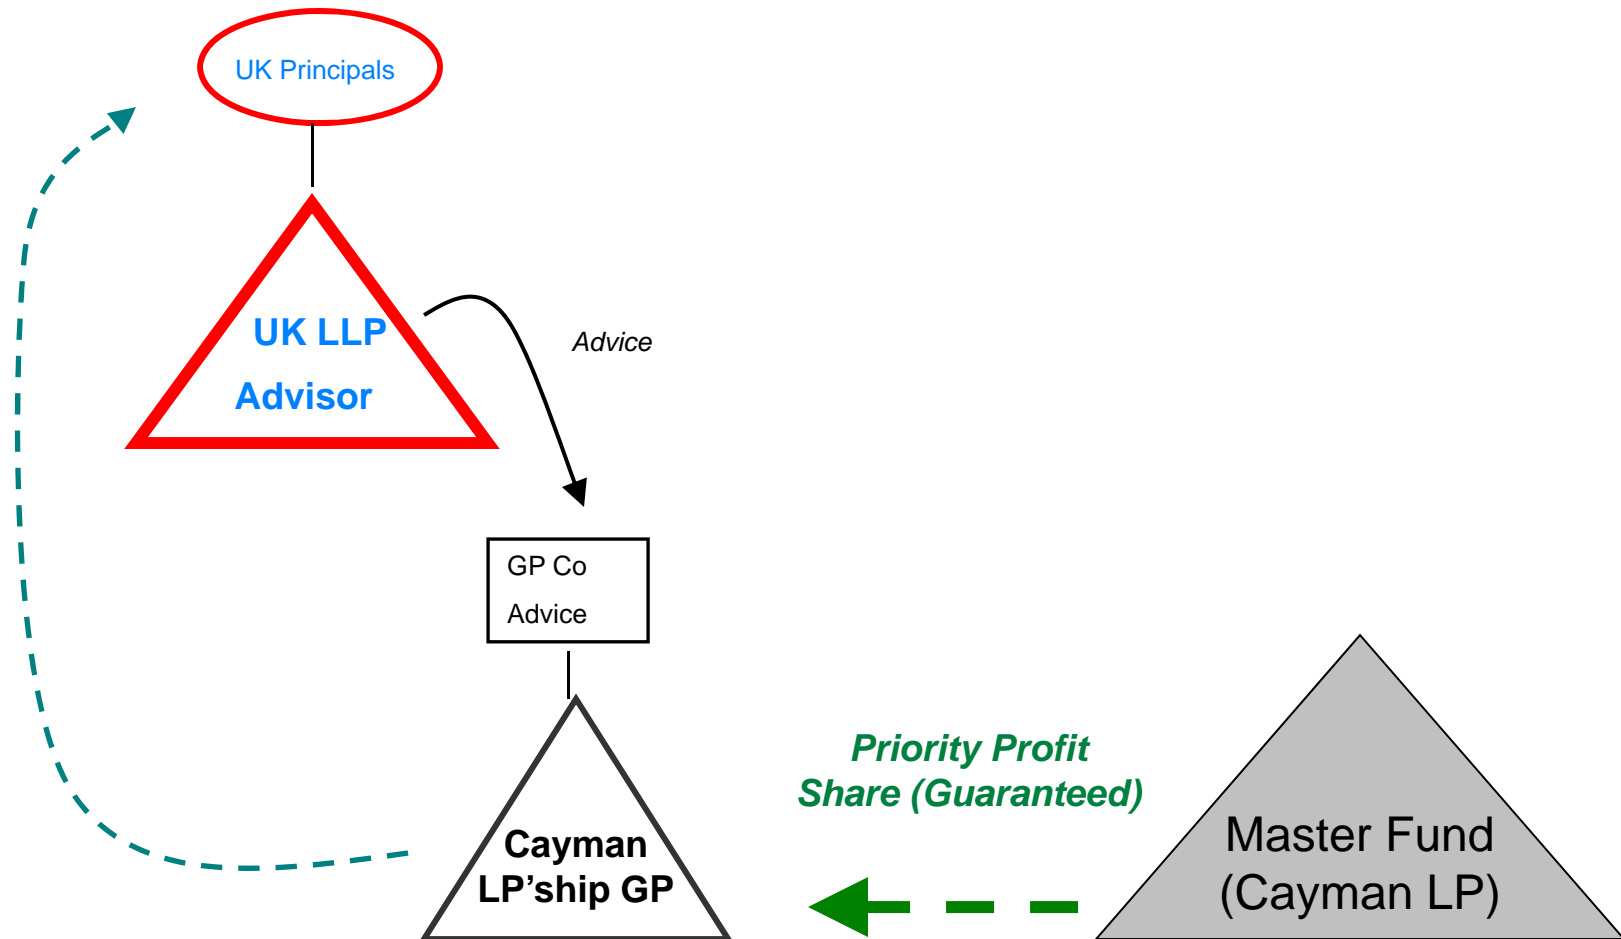 UK Principals
UK LLP
Advisor
Advice
GP Co
Advice
Priority Profit
Share (Guaranteed)
Cayman
LP’ship GP
Master Fund
(Cayman LP)